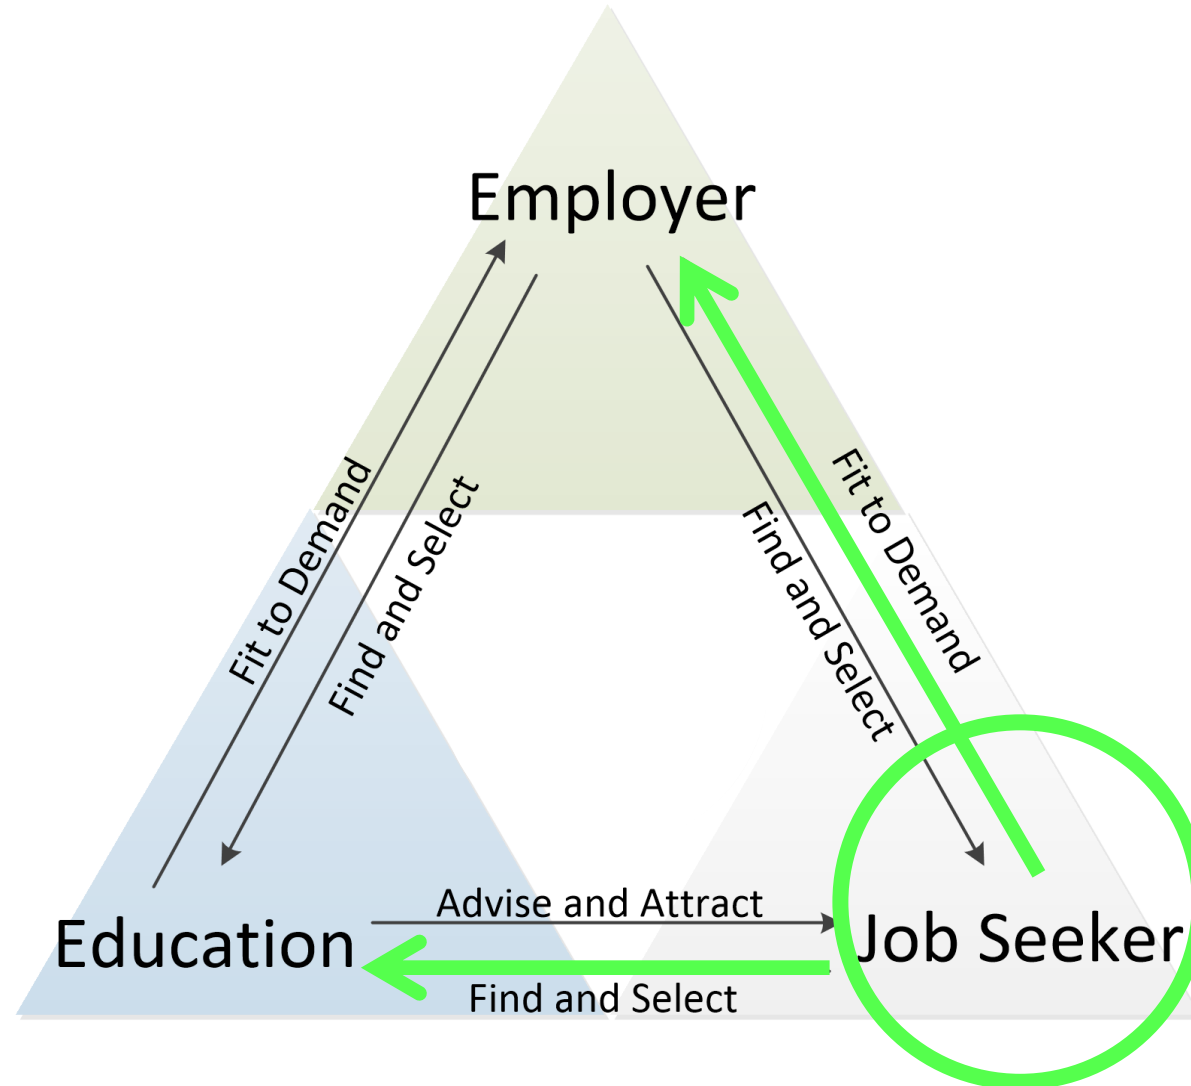 Employer
Fit to Demand
Find and Select
Find and Select
Fit to Demand
Education
Advise and Attract
Find and Select
Job Seeker